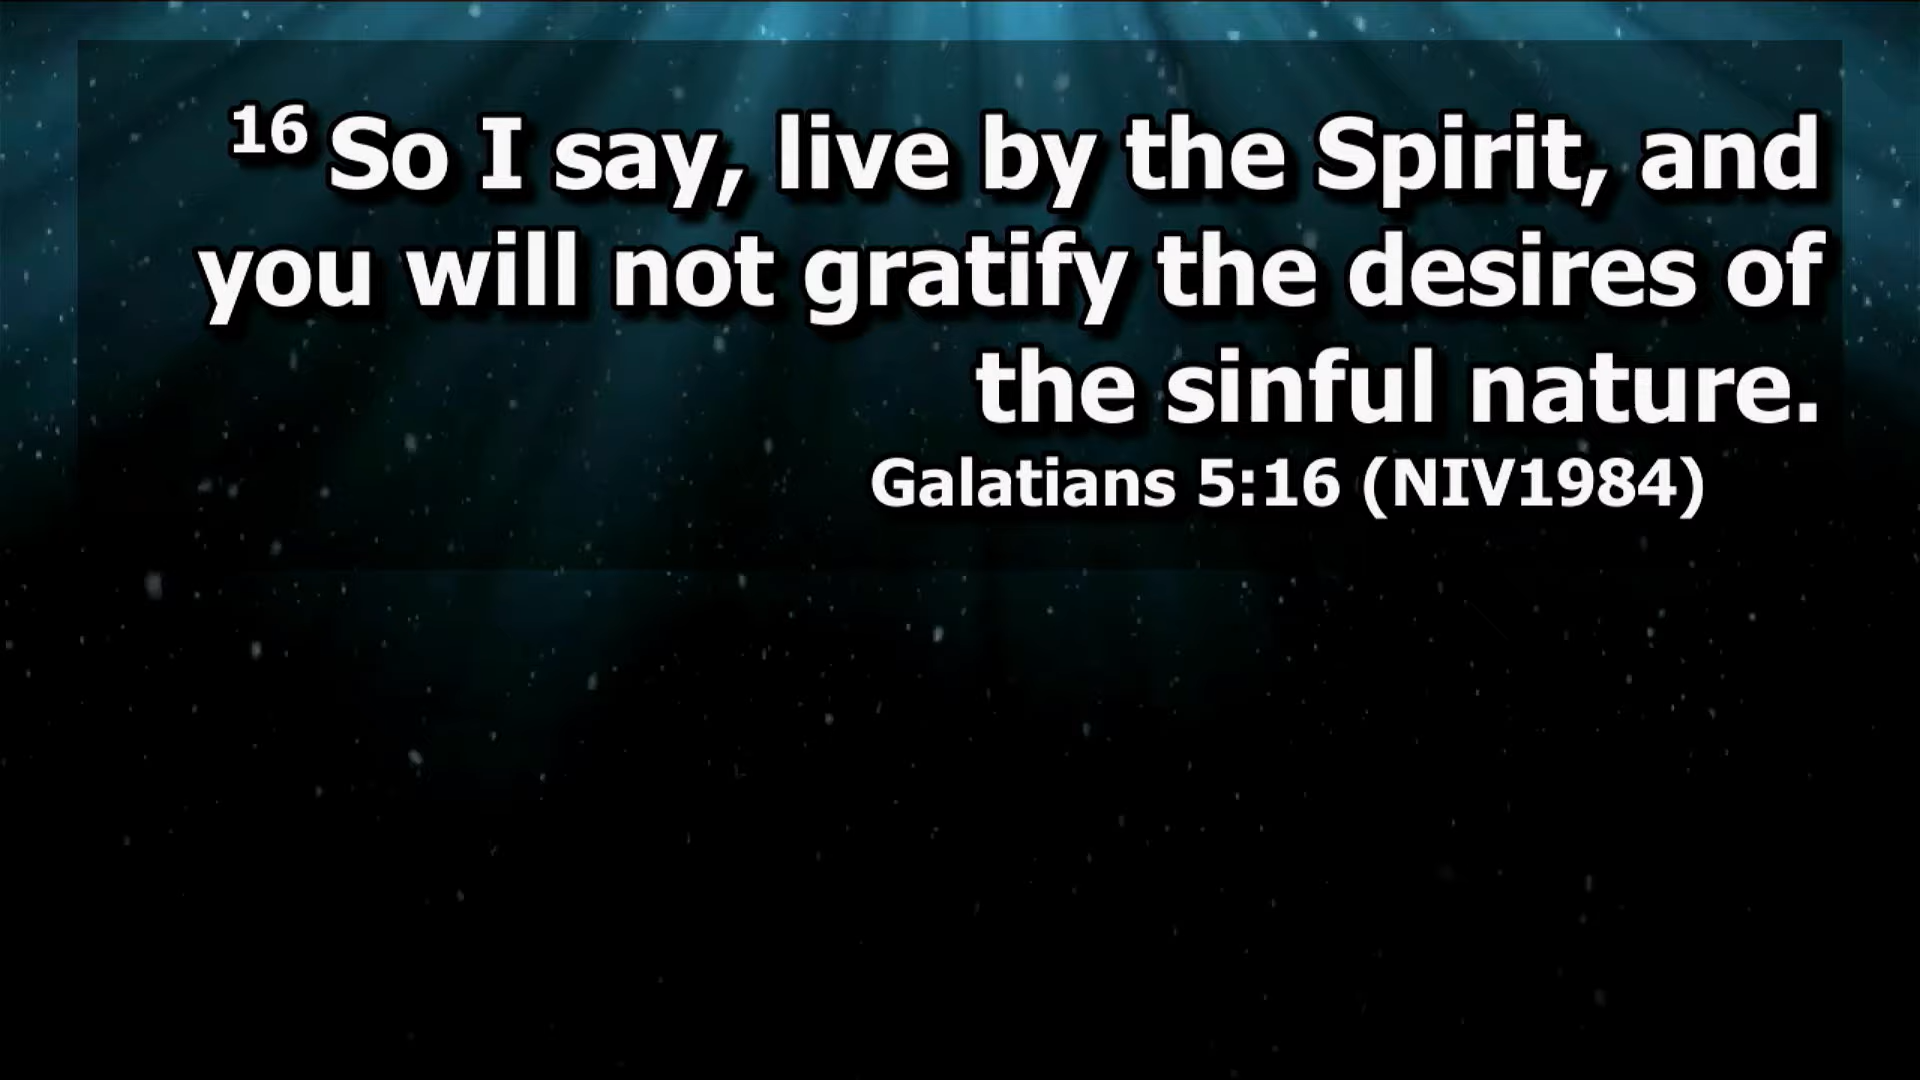 16 So I say, live by the Spirit, and
you will not gratify the desires of
the sinful nature.
Galatians 5:16 (NIV1984)